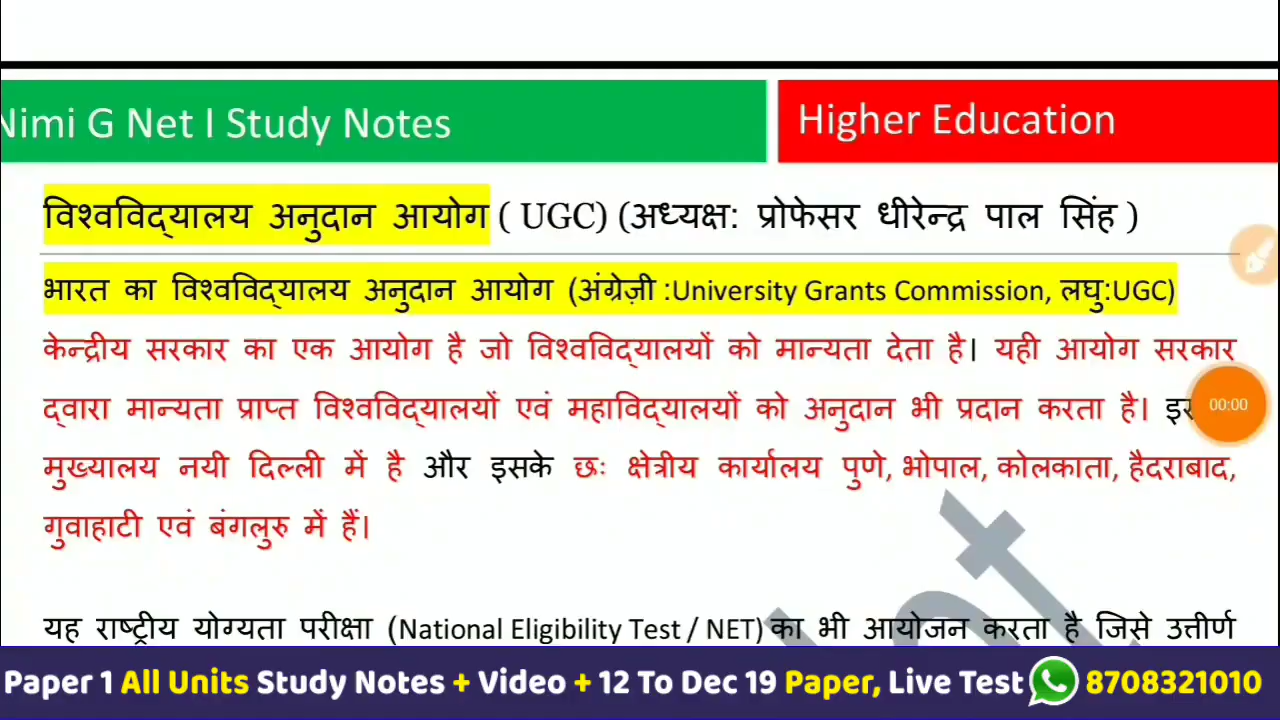 Nimi G Net I Study Notes
Higher Education
विश्वविद्यालय अनुदान आयोग ( UGC) (अध्यक्ष: प्रोफेसर धीरेन्द्र पाल सिंह )
भारत का विश्वविद्यालय अनुदान आयोग (अंग्रेज़ी :University Grants Commission, लघु:UGC)
केन्द्रीय सरकार का एक आयोग है जो विश्वविद्यालयों को मान्यता देता है। यही आयोग सरकार
द्वारा मान्यता प्राप्त विश्वविद्यालयों एवं महाविद्यालयों को अनुदान भी प्रदान करता है।
00:00
मुख्यालय नयी दिल्ली में है और इसके छः क्षेत्रीय कार्यालय पुणे, भोपाल, कोलकाता, हैदराबाद,
गुवाहाटी एवं बंगलुरु में हैं।
यह राष्ट्रीय योग्यता परीक्षा (National Eligibility Test / NET) का भी आयोजन करता है जिसे उत्तीर्ण
Paper 1 All Units Study Notes + Video + 12 To Dec 19 Paper, Live Test 8708321010